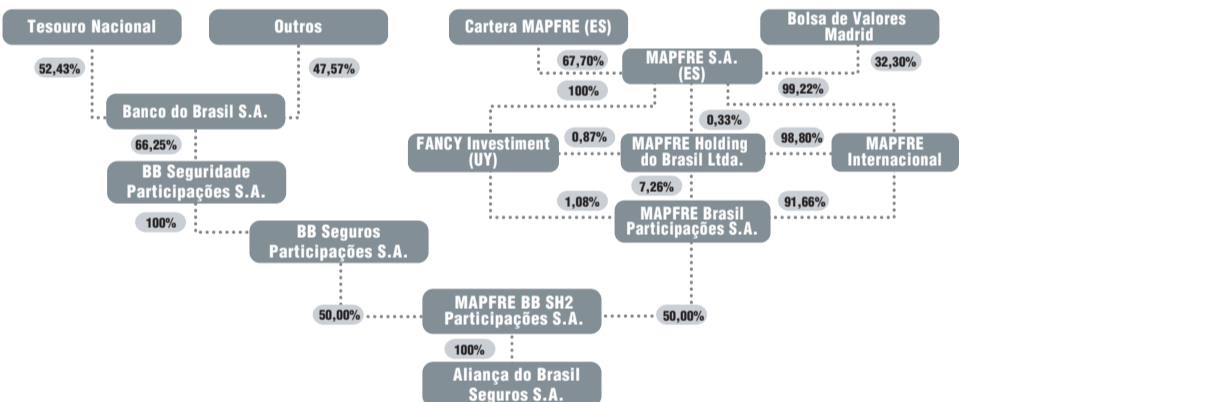 Tesouro Nacional
Outros
Cartera MAPFRE (ES)
Bolsa de Valores
Madrid
52,43%
47,57%
67,70%
MAPFRE S.A.
(ES)
32,30%
100%
99,22%
Banco do Brasil S.A.
0,33%
66,25%
FANCY Investiment
(UY)
0,87%
MAPFRE Holding
do Brasil Ltda.
98,80%
MAPFRE
Internacional
BB Seguridade
Participações S.A.
7,26%
100%
1,08%
MAPFRE Brasil
Participações S.A.
91,66%
BB Seguros
Participações S.A.
50,00%
MAPFRE BB SH2
Participações S.A.
50,00%
100%
Aliança do Brasil
Seguros S.A.